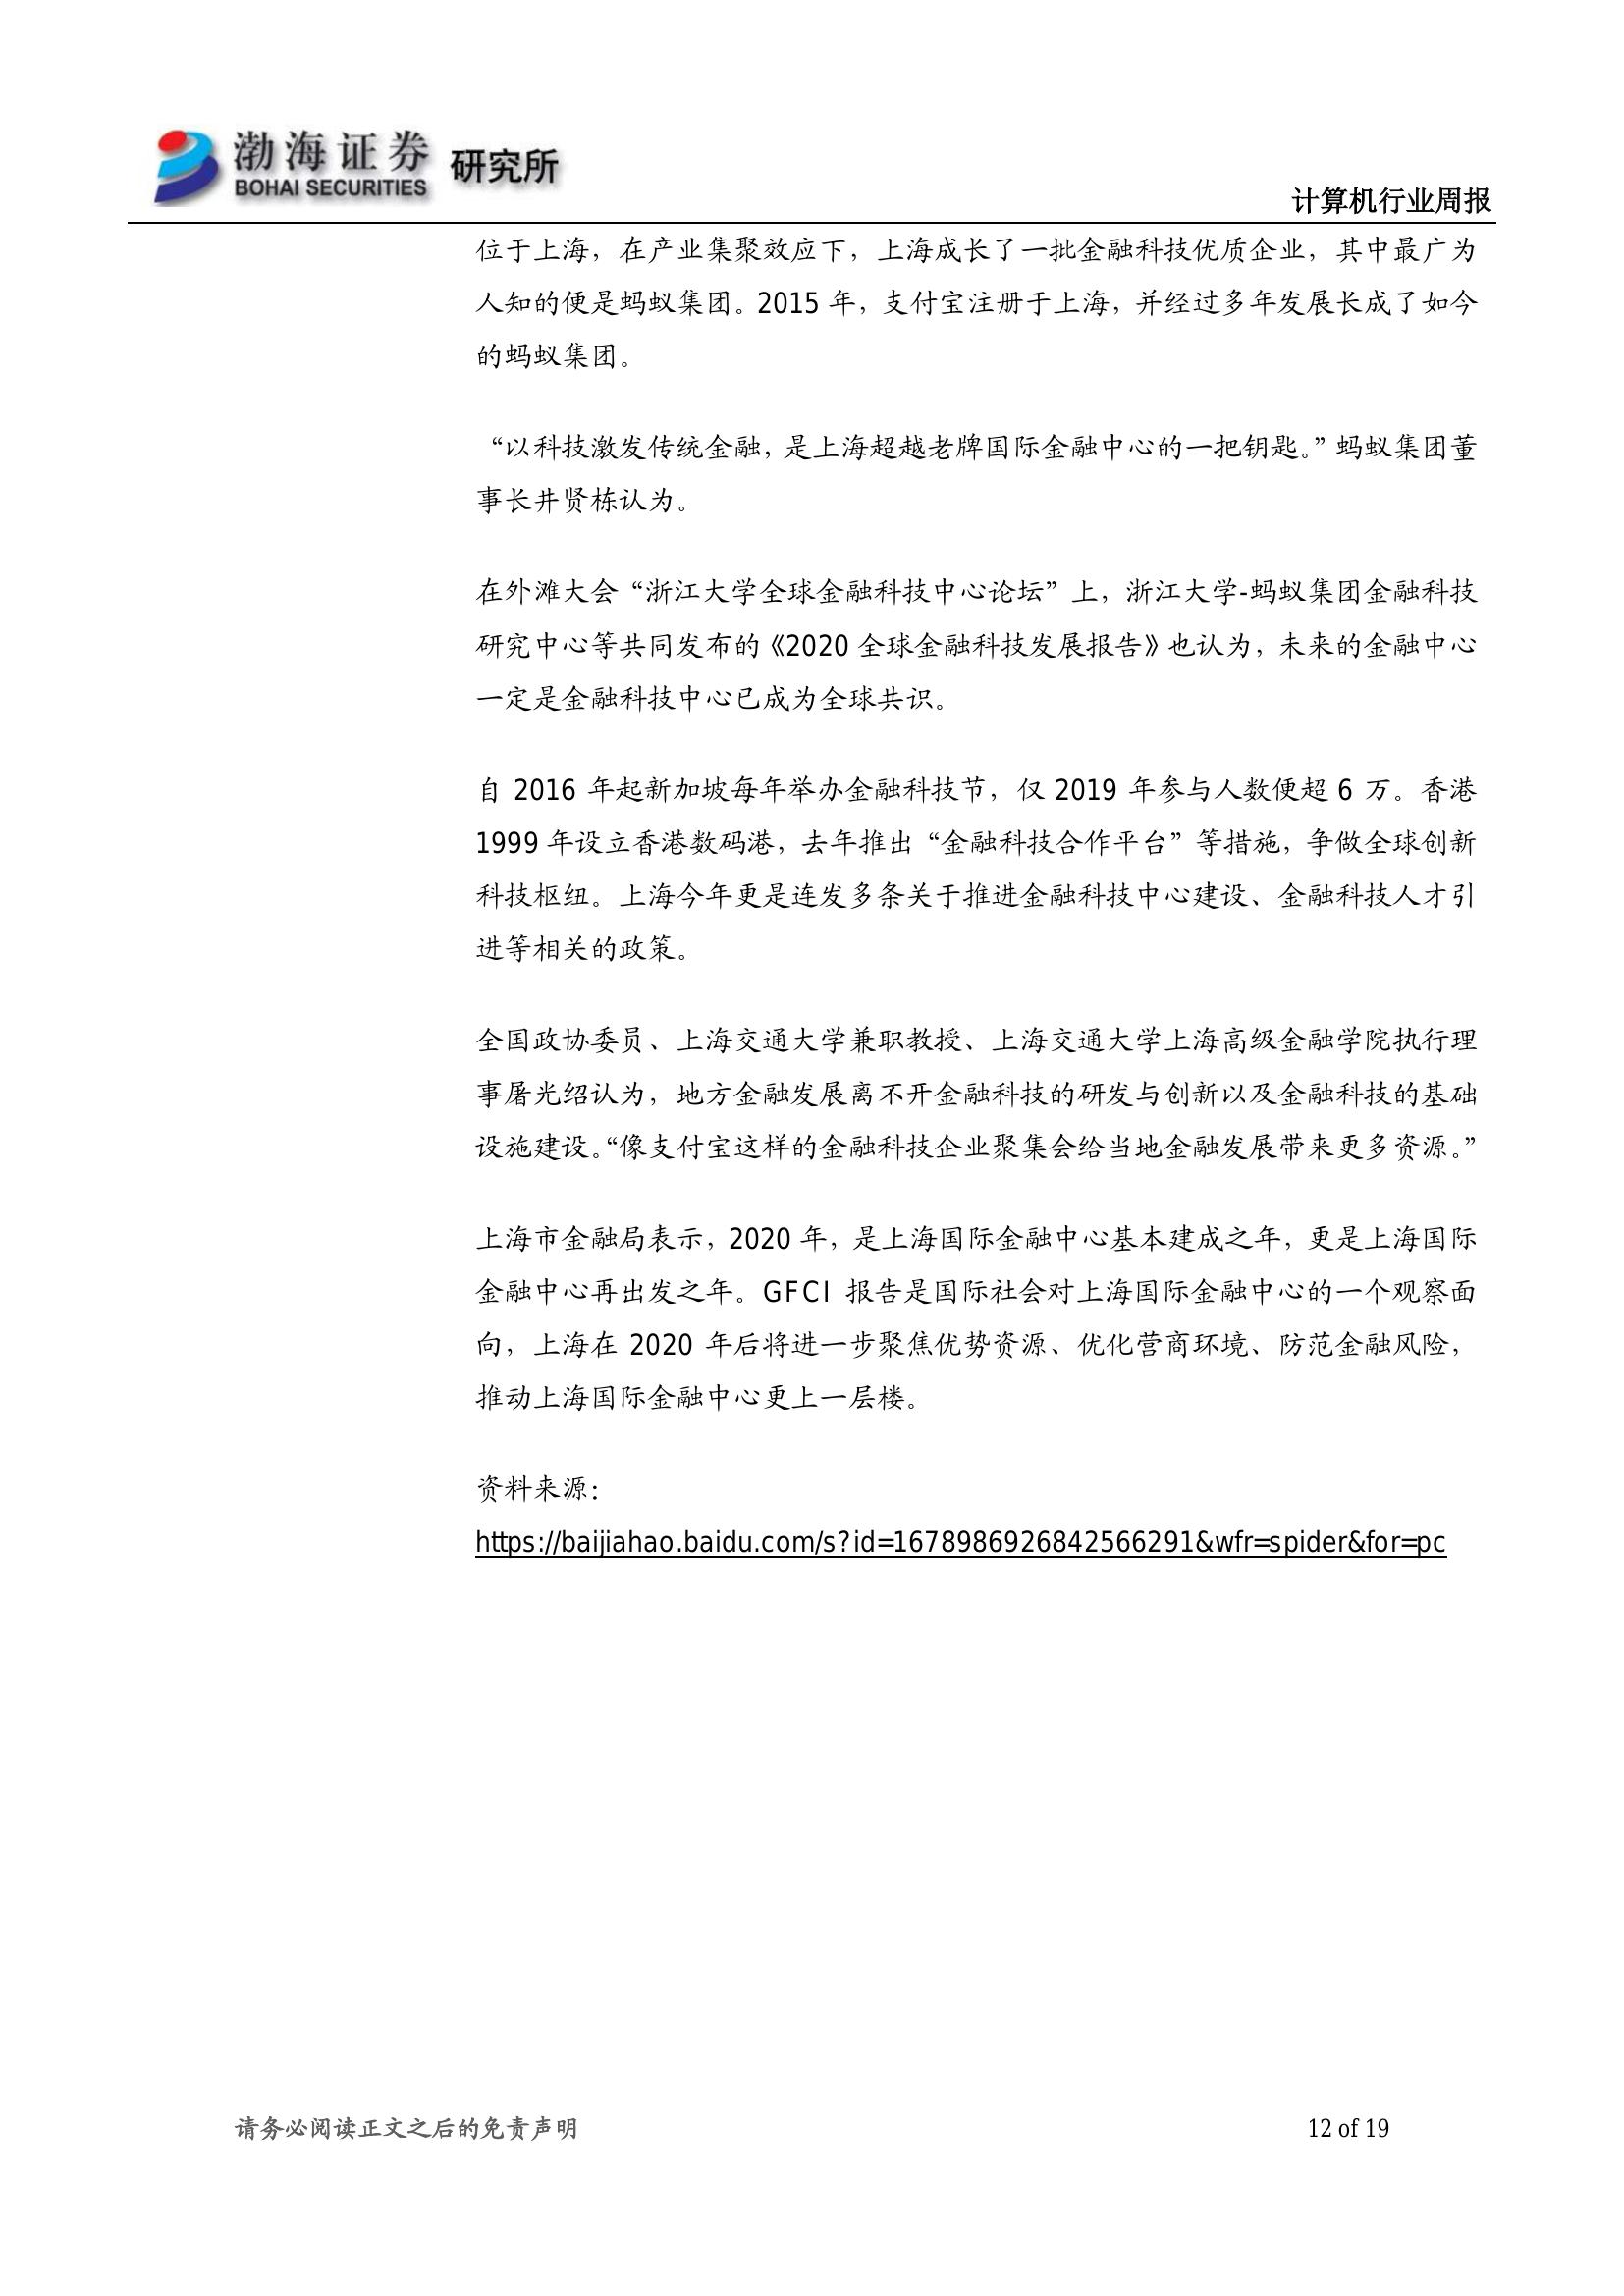 渤海证券 研究所
BOHAI SECURITIES
计算机行业周报
位于上海，在产业集聚效应下，上海成长了一批金融科技优质企业，其中最广为
人知的便是蚂蚁集团。2015 年，支付宝注册于上海，并经过多年发展长成了如今
的蚂蚁集团。
“以科技激发传统金融，是上海超越老牌国际金融中心的一把钥匙。”蚂蚁集团董
事长井贤栋认为。
在外滩大会“浙江大学全球金融科技中心论坛”上，浙江大学-蚂蚁集团金融科技
研究中心等共同发布的《2020 全球金融科技发展报告》也认为，未来的金融中心
一定是金融科技中心已成为全球共识。
自 2016 年起新加坡每年举办金融科技节，仅 2019 年参与人数便超 6 万。香港
1999 年设立香港数码港，去年推出“金融科技合作平台”等措施，争做全球创新
科技枢纽。上海今年更是连发多条关于推进金融科技中心建设、金融科技人才引
进等相关的政策。
全国政协委员、上海交通大学兼职教授、上海交通大学上海高级金融学院执行理
事屠光绍认为，地方金融发展离不开金融科技的研发与创新以及金融科技的基础
设施建设。“像支付宝这样的金融科技企业聚集会给当地金融发展带来更多资源。”
上海市金融局表示，2020 年，是上海国际金融中心基本建成之年，更是上海国际
金融中心再出发之年。GFCI 报告是国际社会对上海国际金融中心的一个观察面
向，上海在 2020 年后将进一步聚焦优势资源、优化营商环境、防范金融风险，
推动上海国际金融中心更上一层楼。
资料来源：
https://baijiahao.baidu.com/s?id=1678986926842566291&wfr=spider&for=pc
请务必阅读正文之后的免责声明
12 of 19